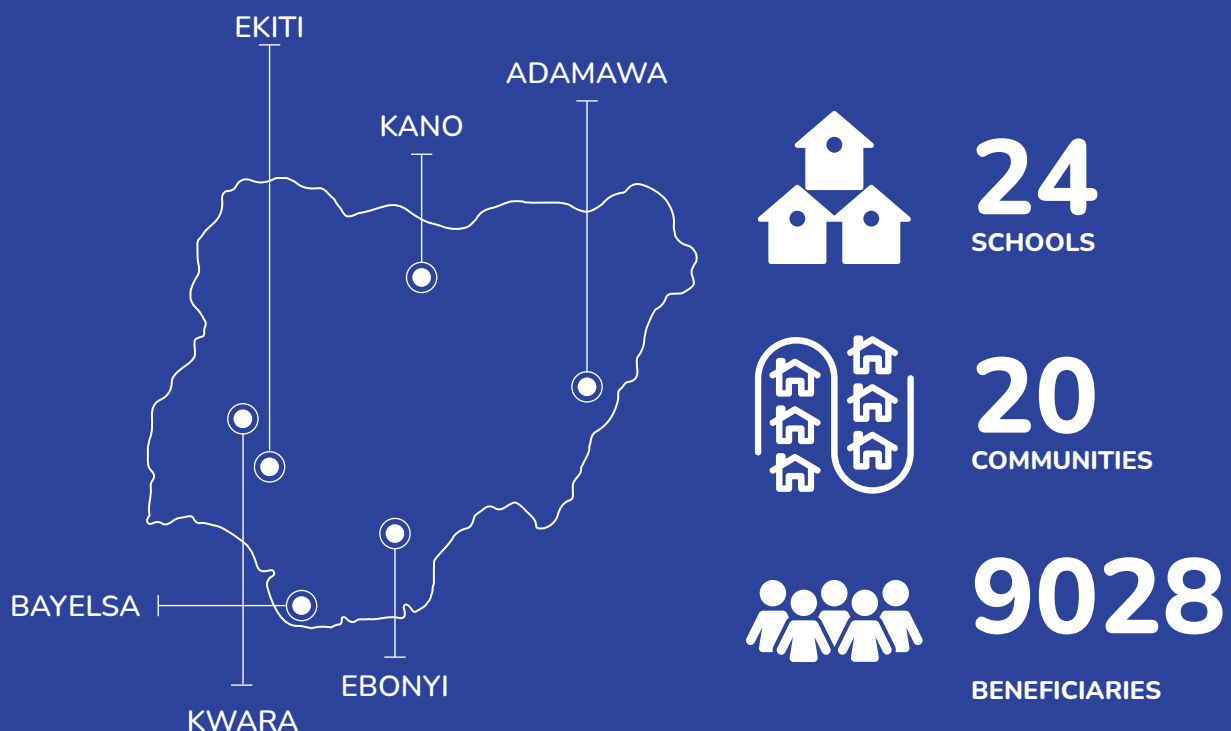 EKITI
ADAMAWA
KANO
24
SCHOOLS
20
COMMUNITIES
9028
BENEFICIARIES
BAYELSA
EBONYI
KWARA